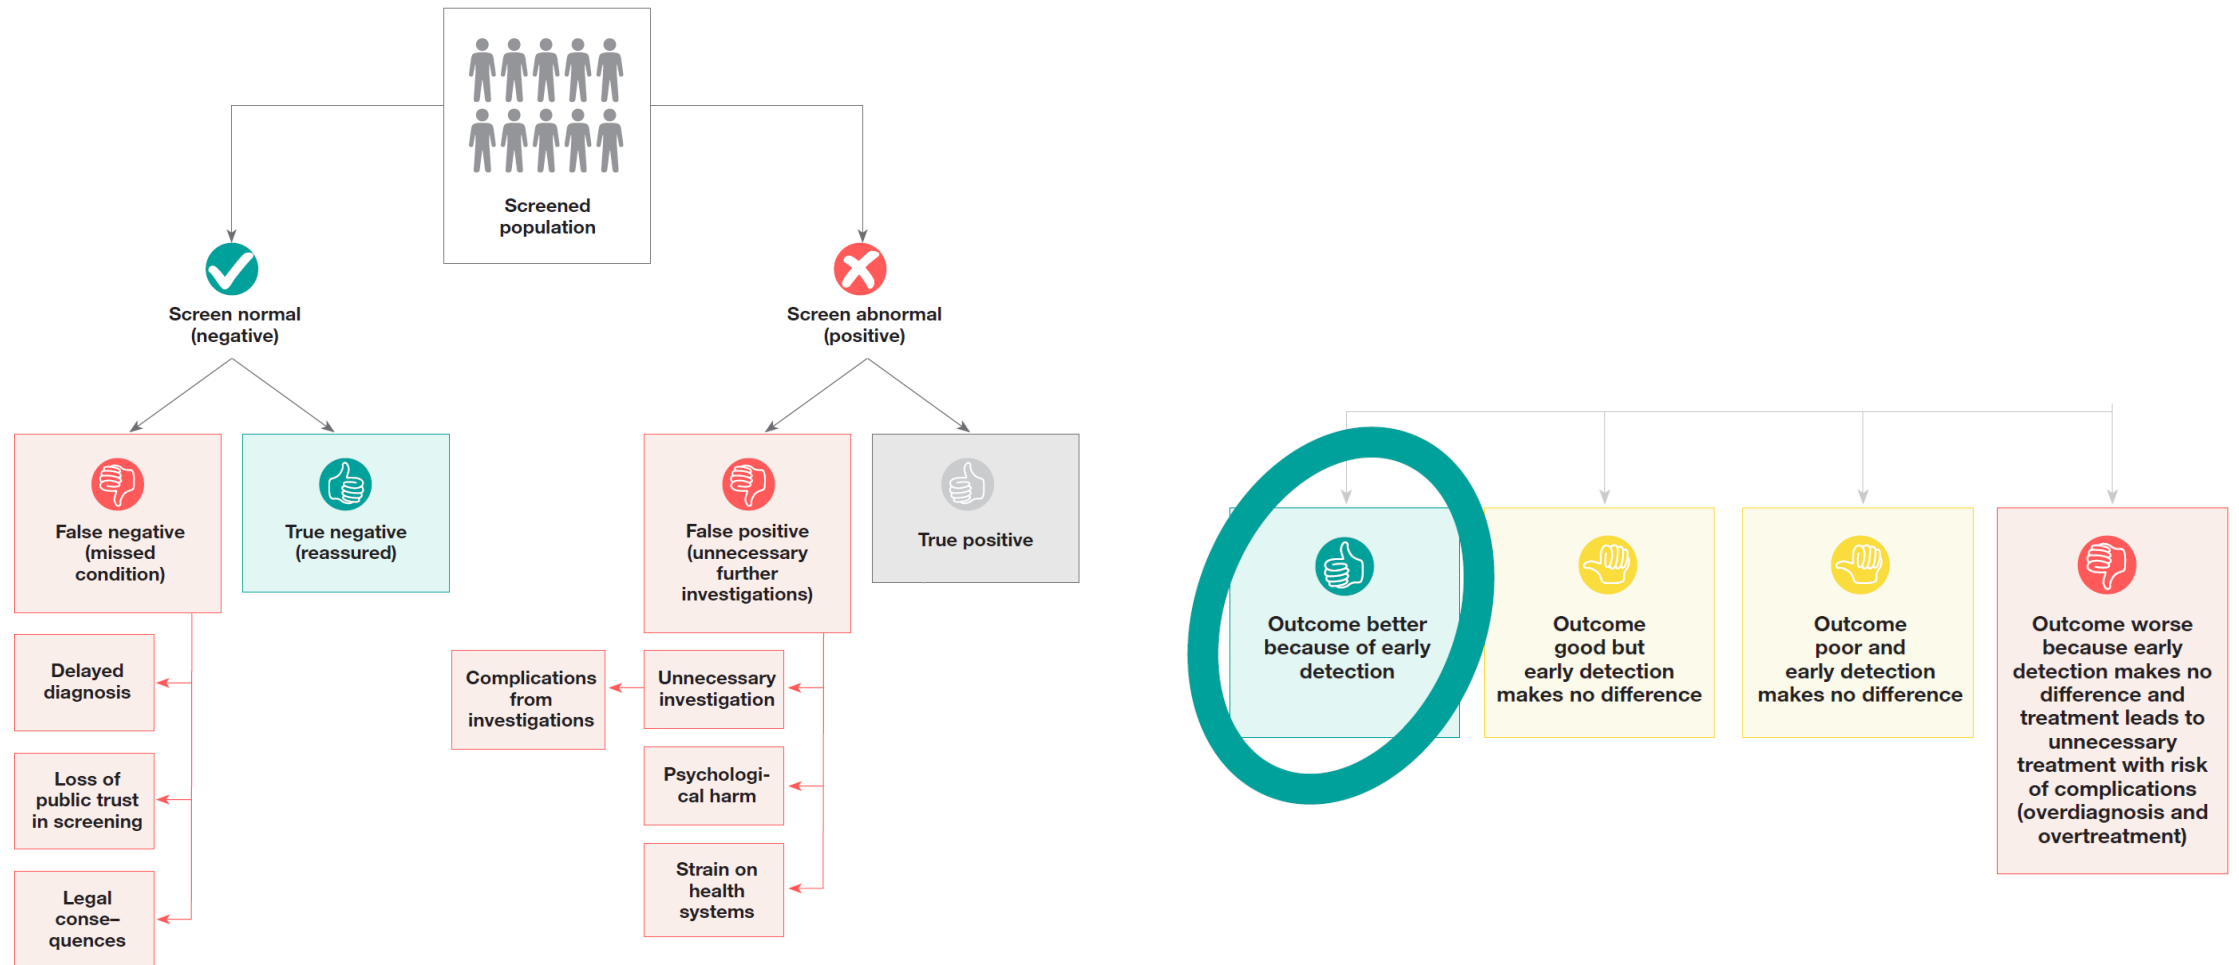 Screened
population
Screen normal
(negative)
Screen abnormal
(positive)
False negative
(missed
condition)
True negative
(reassured)
False positive
(unnecessary
further
investigations)
True positive
Delayed
diagnosis
Loss of
public trust
in screening
Legal
conse–
quences
Complications
from
investigations
Unnecessary
investigation
Psychologi-
cal harm
Strain on
health
systems
Outcome better
because of early
detection
Outcome
good but
early detection
makes no difference
Outcome
poor and
early detection
makes no difference
Outcome worse
because early
detection makes no
difference and
treatment leads to
unnecessary
treatment with risk
of complications
(overdiagnosis and
overtreatment)